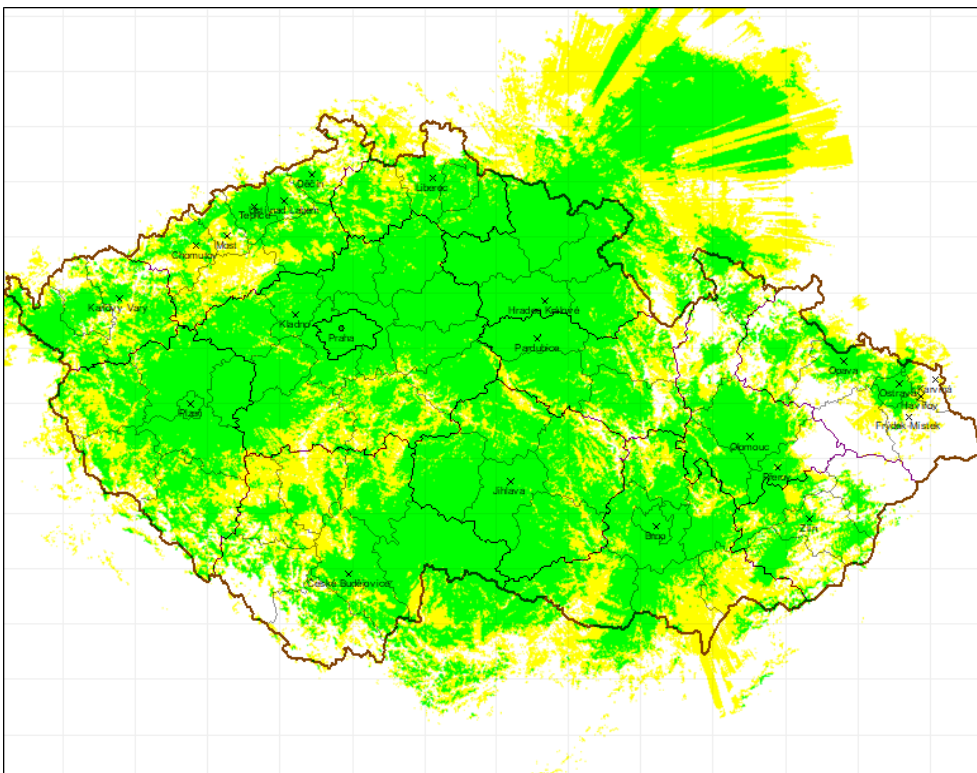 Děčín
Liberec
Ústí nad Labem
Teplice
Most
Chomutov
Karlovy Vary
Kladno
Praha
Hradec Králové
Pardubice
Plzeň
Opava
Ostrava
Karviná
Havířov
Frýdek Místek
Olomouc
Přerov
Jihlava
Zlín
Brno
České Budějovice